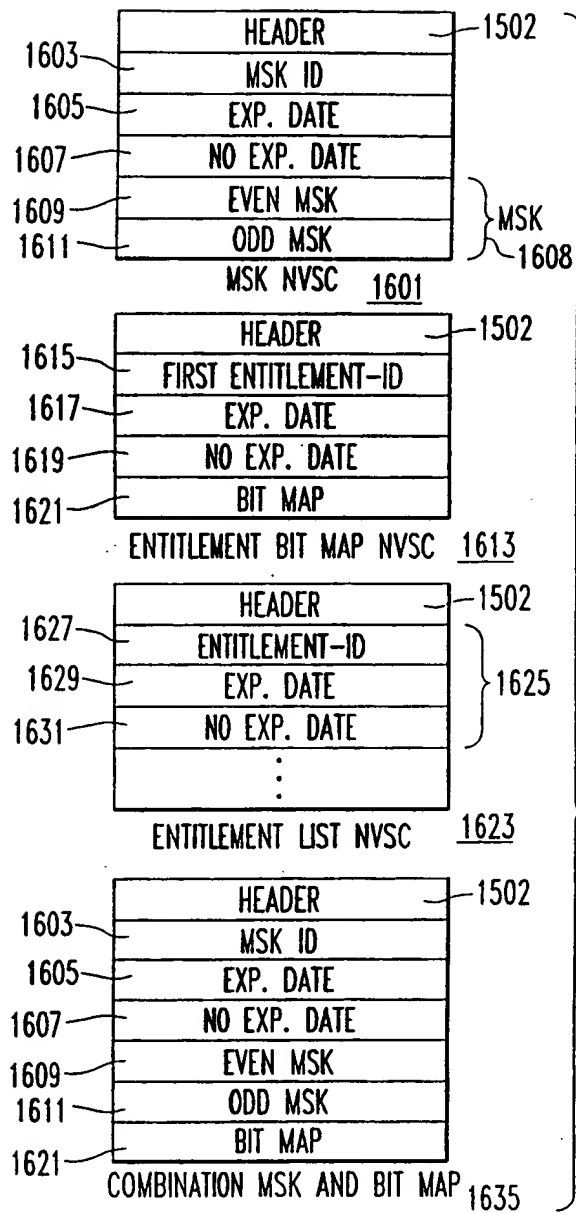 HEADER 1502
1603 MSK ID
1605 EXP. DATE
1607 NO EXP. DATE
1609 EVEN MSK
1611 ODD MSK
MSK
1608
MSK NVSC 1601
HEADER 1502
1615 FIRST ENTITLEMENT-ID
1617 EXP. DATE
1619 NO EXP. DATE
1621 BIT MAP
ENTITLEMENT BIT MAP NVSC 1613
HEADER 1502
1627 ENTITLEMENT-ID
1629 EXP. DATE
1631 NO EXP. DATE
1625
ENTITLEMENT LIST NVSC 1623
HEADER 1502
1603 MSK ID
1605 EXP. DATE
1607 NO EXP. DATE
1609 EVEN MSK
1611 ODD MSK
1621 BIT MAP
COMBINATION MSK AND BIT MAP 1635